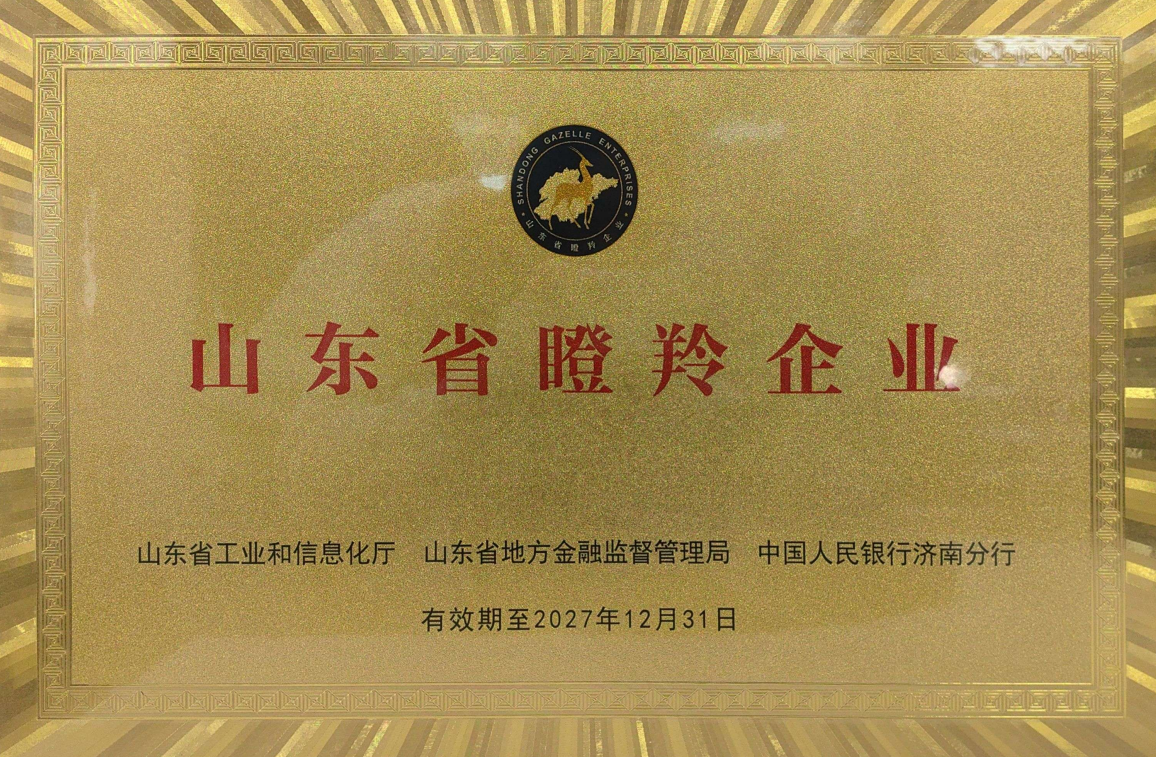 SHANDONG GAZELLE ENTERPRISES
山东省瞪羚企业
山东省瞪羚企业
山东省工业和信息化厅 山东省地方金融监督管理局 中国人民银行济南分行
有效期至2027年12月31日